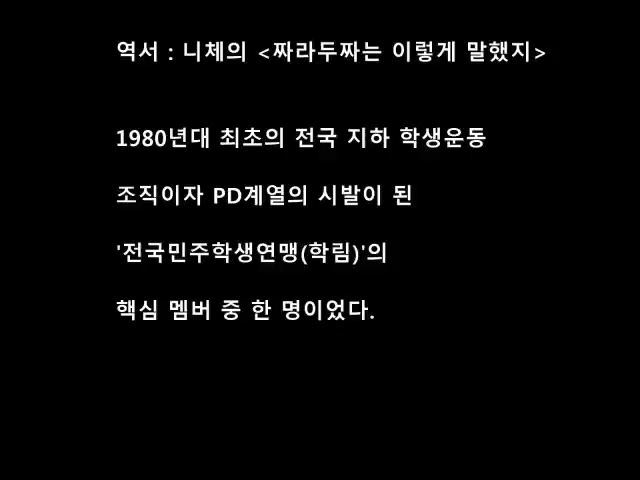 역서 : 니체의 <짜라두짜는 이렇게 말했지>
1980년대 최초의 전국 지하 학생운동
조직이자 PD계열의 시발이 된
'전국민주학생연맹(학림)'의
핵심 멤버 중 한 명이었다.